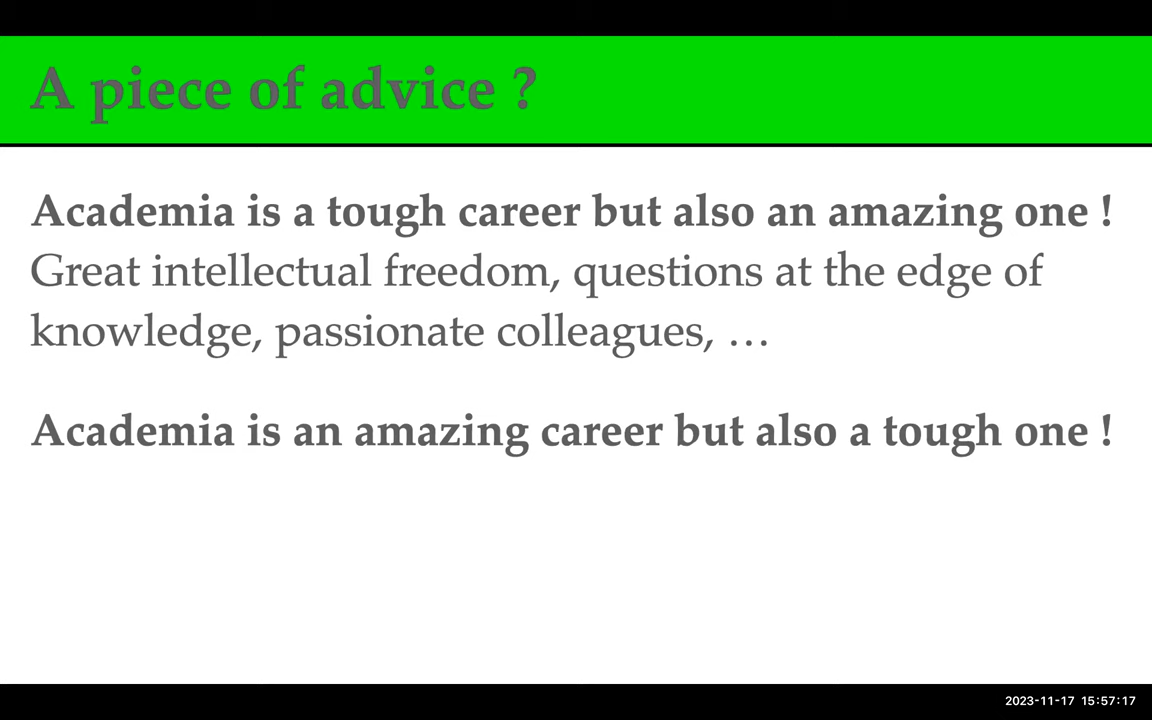 A piece of advice ?
Academia is a tough career but also an amazing one !
Great intellectual freedom, questions at the edge of
knowledge, passionate colleagues, …
Academia is an amazing career but also a tough one !
2023-11-17 15:57:17